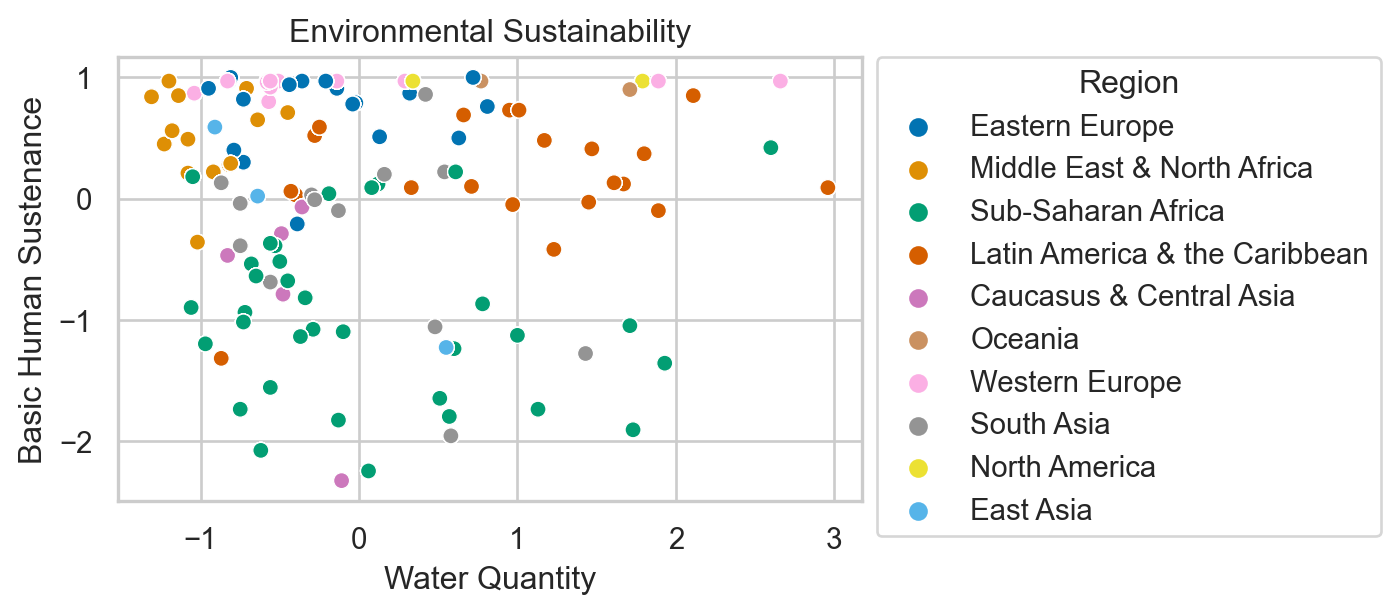 Environmental Sustainability
1
0
−1
−2
Basic Human Sustenance
−1
0
1
2
3
Water Quantity
Region
Eastern Europe
Middle East & North Africa
Sub-Saharan Africa
Latin America & the Caribbean
Caucasus & Central Asia
Oceania
Western Europe
South Asia
North America
East Asia